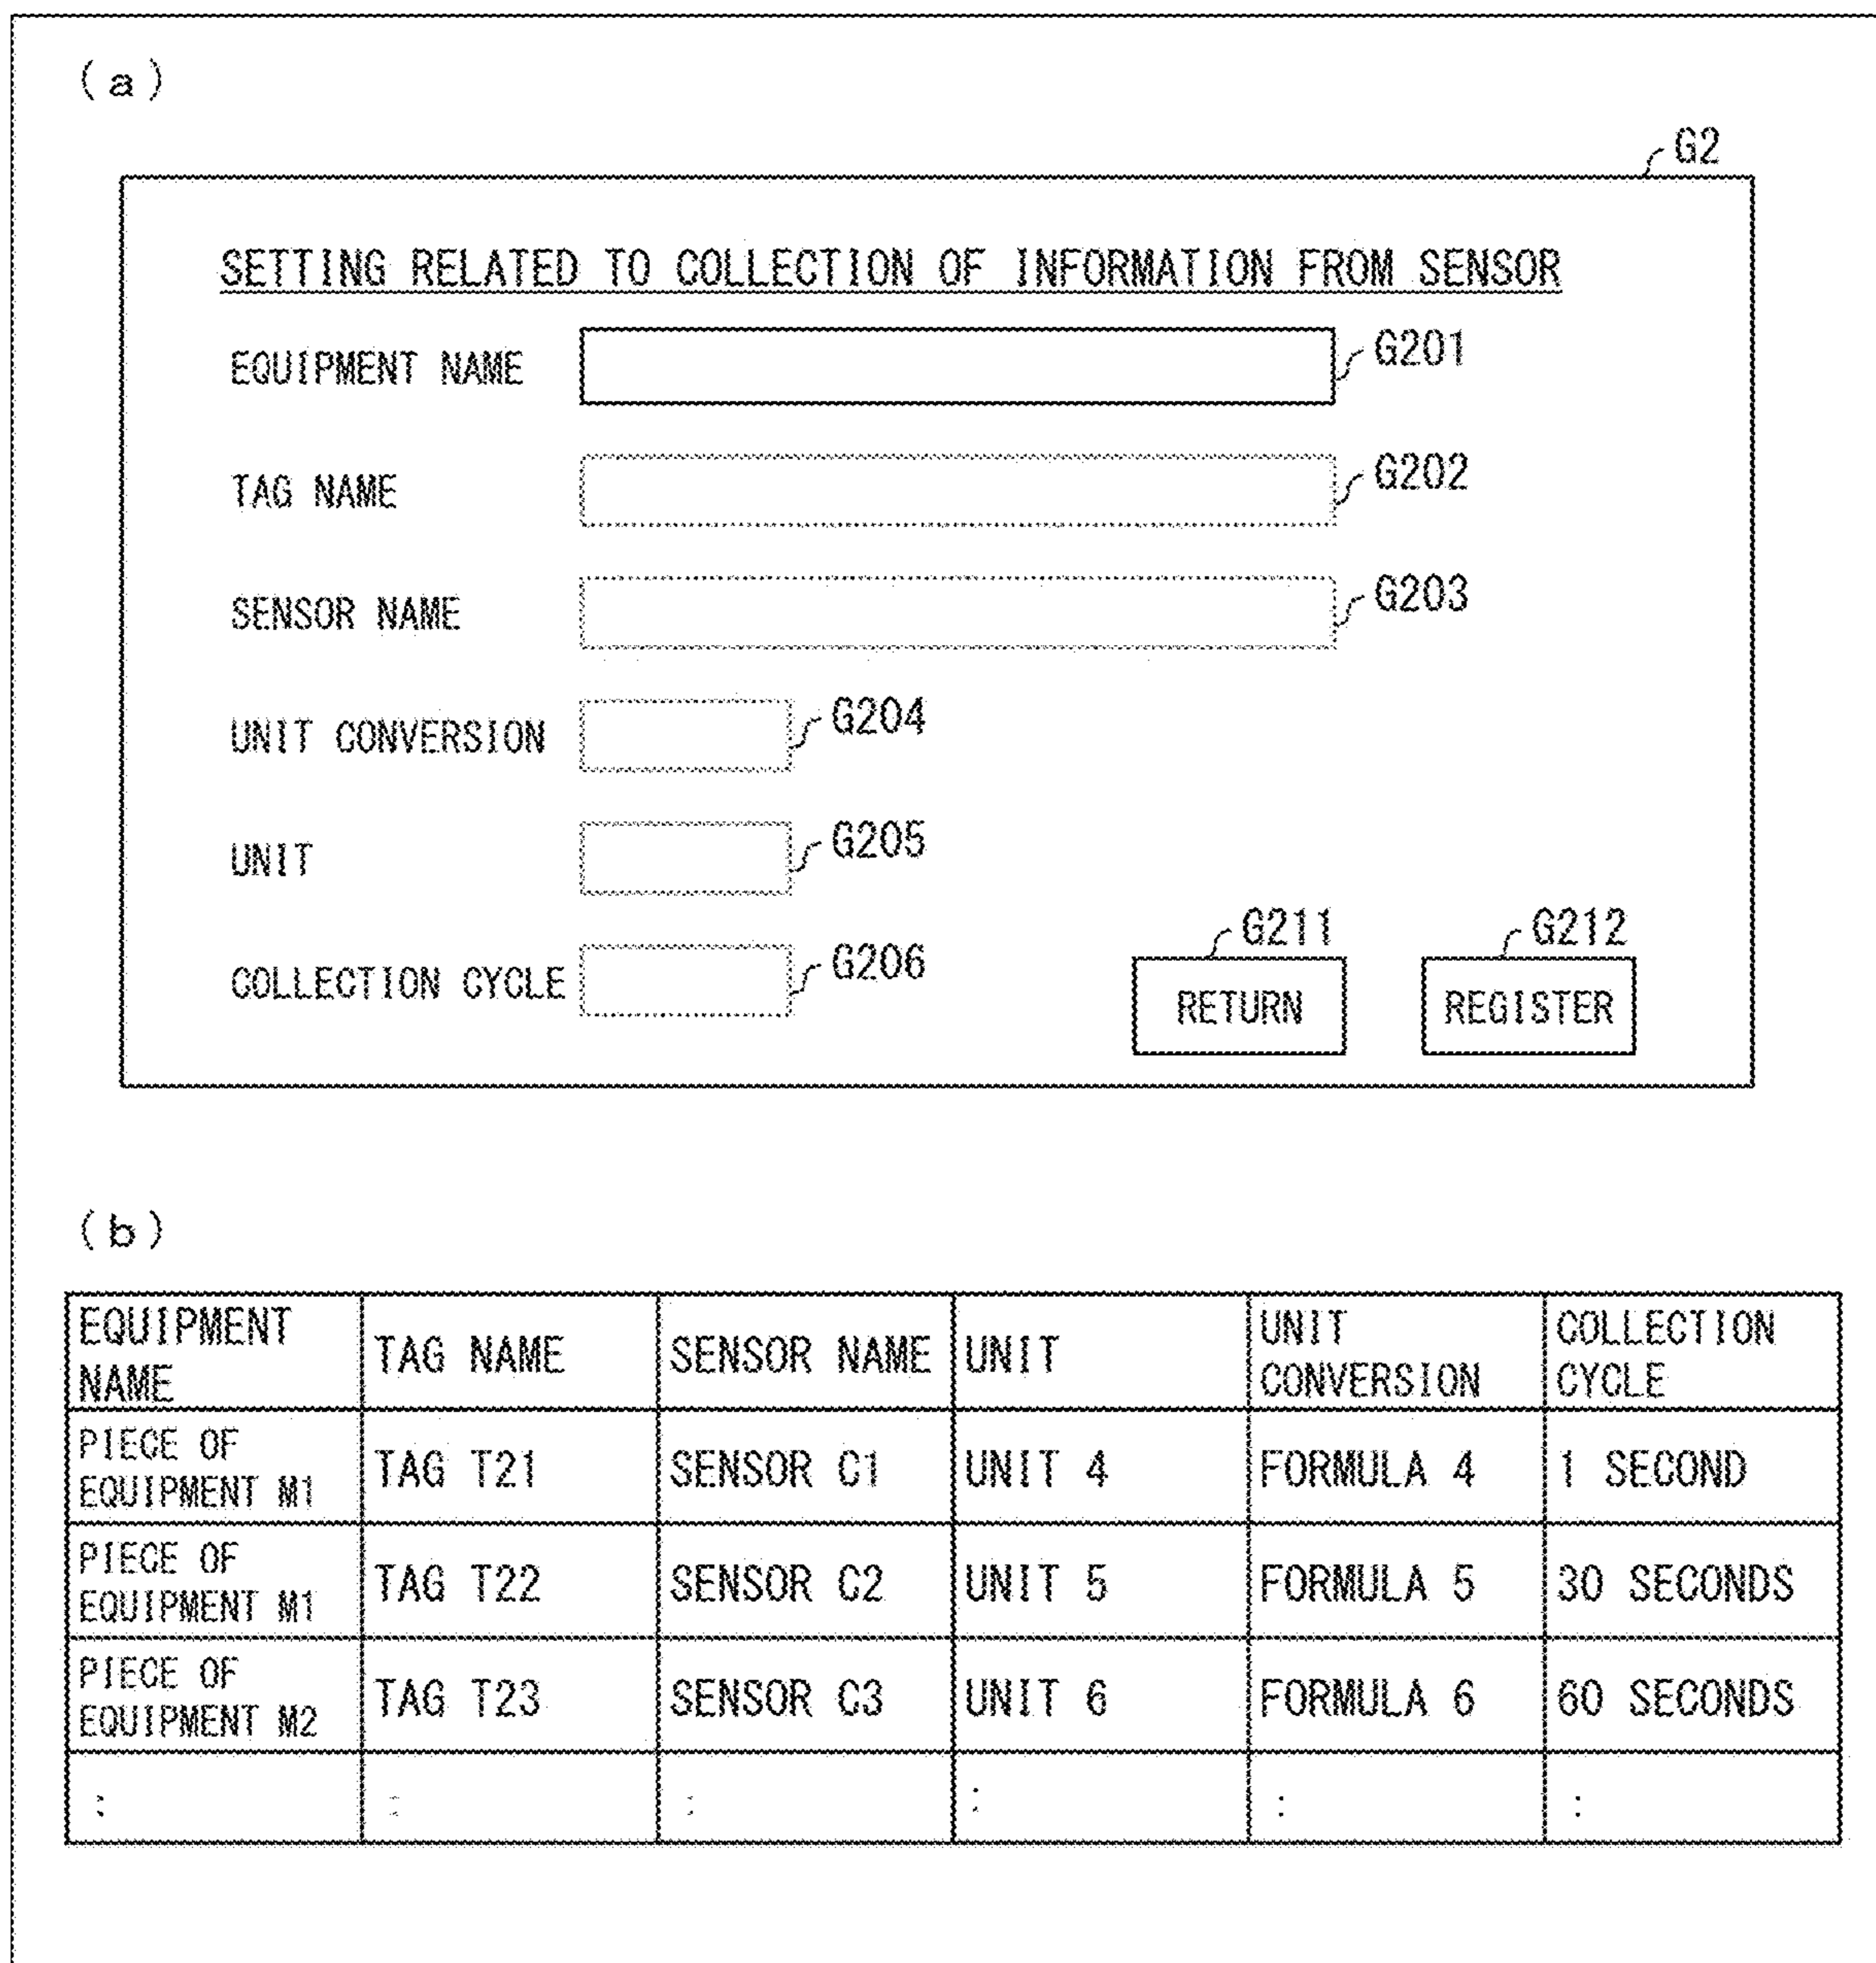 (a)
G2
SETTING RELATED TO COLLECTION OF INFORMATION FROM SENSOR
EQUIPMENT NAME G201
TAG NAME G202
SENSOR NAME G203
UNIT CONVERSION G204
UNIT G205
COLLECTION CYCLE G206
G211 G212
RETURN REGISTER
(b)
EQUIPMENT NAME TAG NAME SENSOR NAME UNIT UNIT CONVERSION COLLECTION CYCLE
PIECE OF EQUIPMENT M1 TAG T21 SENSOR C1 UNIT 4 FORMULA 4 1 SECOND
PIECE OF EQUIPMENT M1 TAG T22 SENSOR C2 UNIT 5 FORMULA 5 30 SECONDS
PIECE OF EQUIPMENT M2 TAG T23 SENSOR C3 UNIT 6 FORMULA 6 60 SECONDS
: : : : : :